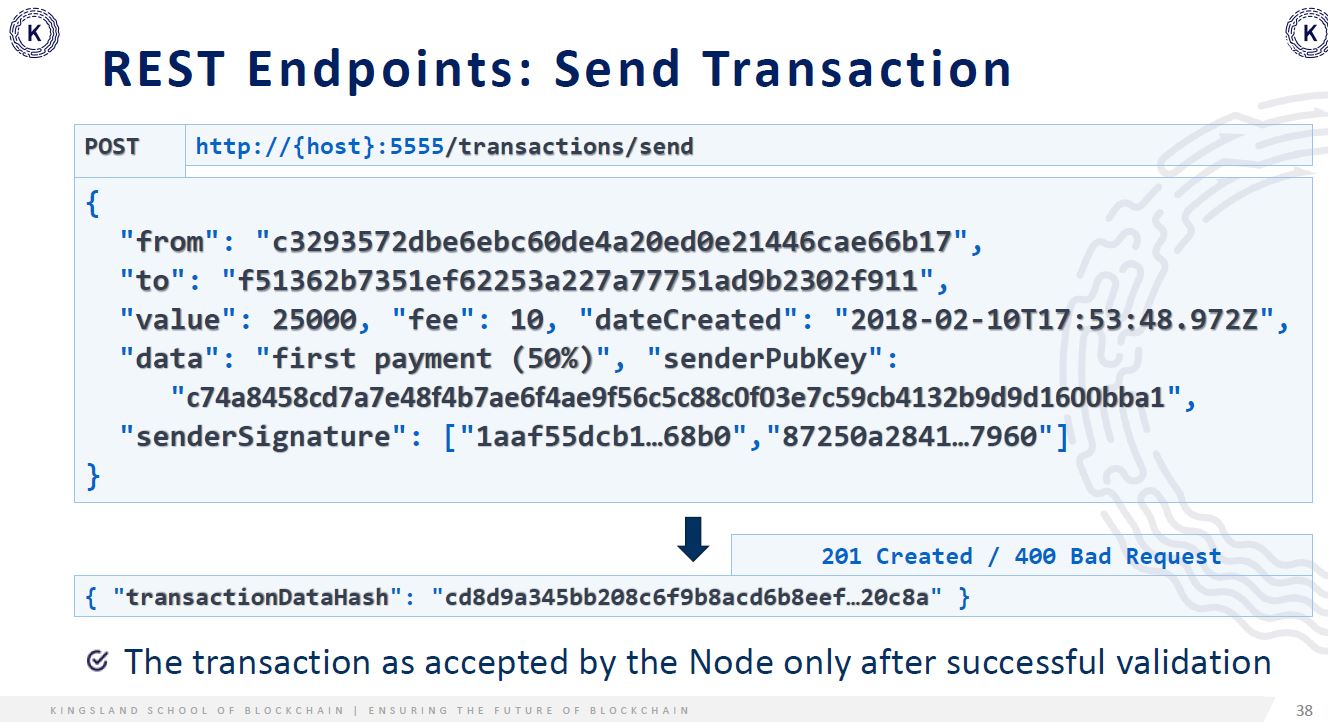 K
K
REST Endpoints: Send Transaction
POST http://{host}:5555/transactions/send
{
"from": "c3293572dbe6ebc60de4a20ed0e21446cae66b17",
"to": "f51362b7351ef62253a227a77751ad9b2302f911",
"value": 25000, "fee": 10, "dateCreated": "2018-02-10T17:53:48.972Z",
"data": "first payment (50%)", "senderPubKey":
"c74a8458cd7a7e48f4b7ae6f4ae9f56c5c88c0f03e7c59cb4132b9d9d1600bba1",
"senderSignature": ["1aaf55dcb1…68b0","87250a2841…7960"]
}
201 Created / 400 Bad Request
{ "transactionDataHash": "cd8d9a345bb208c6f9b8acd6b8eef…20c8a" }
The transaction as accepted by the Node only after successful validation
KINGSLAND SCHOOL OF BLOCKCHAIN | ENSURING THE FUTURE OF BLOCKCHAIN
38